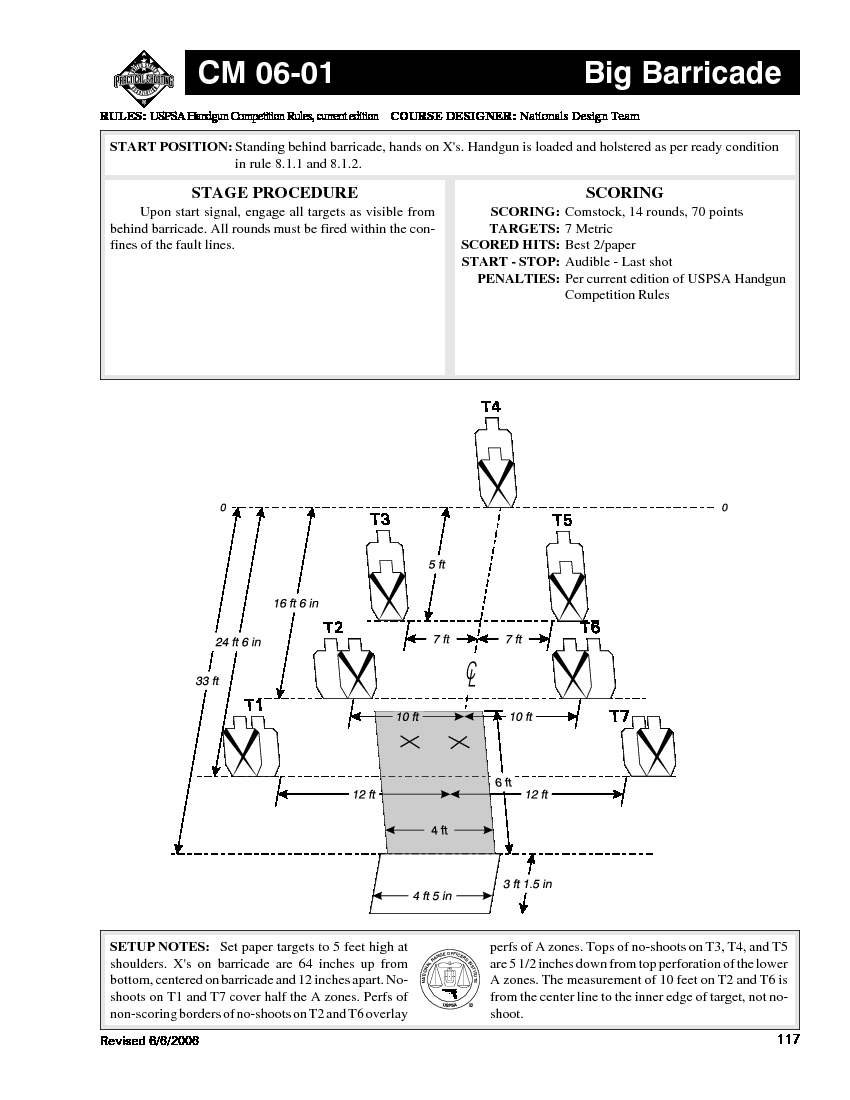 PRACTICAL SHOOTING
CM 06-01 Big Barricade
RULES: USPSA Handgun Competition Rules, current edition COURSE DESIGNER: Nationals Design Team
START POSITION: Standing behind barricade, hands on X's. Handgun is loaded and holstered as per ready condition
in rule 8.1.1 and 8.1.2.
STAGE PROCEDURE
Upon start signal, engage all targets as visible from
behind barricade. All rounds must be fired within the con-
fines of the fault lines.
SCORING
SCORING: Comstock, 14 rounds, 70 points
TARGETS: 7 Metric
SCORED HITS: Best 2/paper
START - STOP: Audible - Last shot
PENALTIES: Per current edition of USPSA Handgun
Competition Rules
T4
0 0
T3 T5
5 ft
16 ft 6 in
T2 T6
24 ft 6 in 7 ft 7 ft
33 ft
T1 10 ft 10 ft T7
6 ft
12 ft 12 ft
4 ft
3 ft 1.5 in
4 ft 5 in
SETUP NOTES: Set paper targets to 5 feet high at
shoulders. X's on barricade are 64 inches up from
bottom, centered on barricade and 12 inches apart. No-
shoots on T1 and T7 cover half the A zones. Perfs of
non-scoring borders of no-shoots on T2 and T6 overlay
USPSA
perfs of A zones. Tops of no-shoots on T3, T4, and T5
are 5 1/2 inches down from top perforation of the lower
A zones. The measurement of 10 feet on T2 and T6 is
from the center line to the inner edge of target, not no-
shoot.
Revised 6/6/2006 117